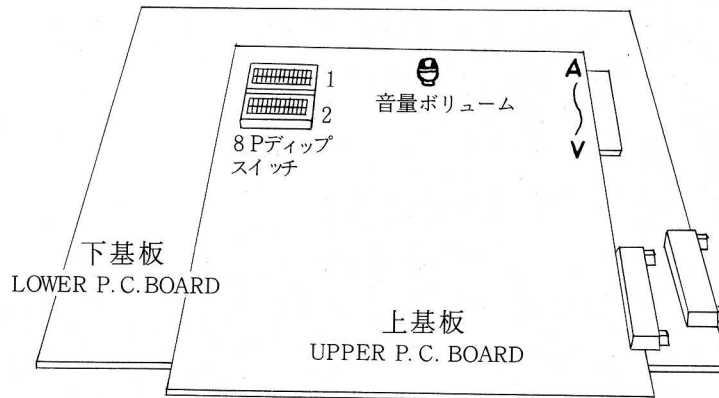 1
2
8Pディップ
スイッチ
音量ボリューム
A
V
下基板
LOWER P.C.BOARD
上基板
UPPER P.C. BOARD